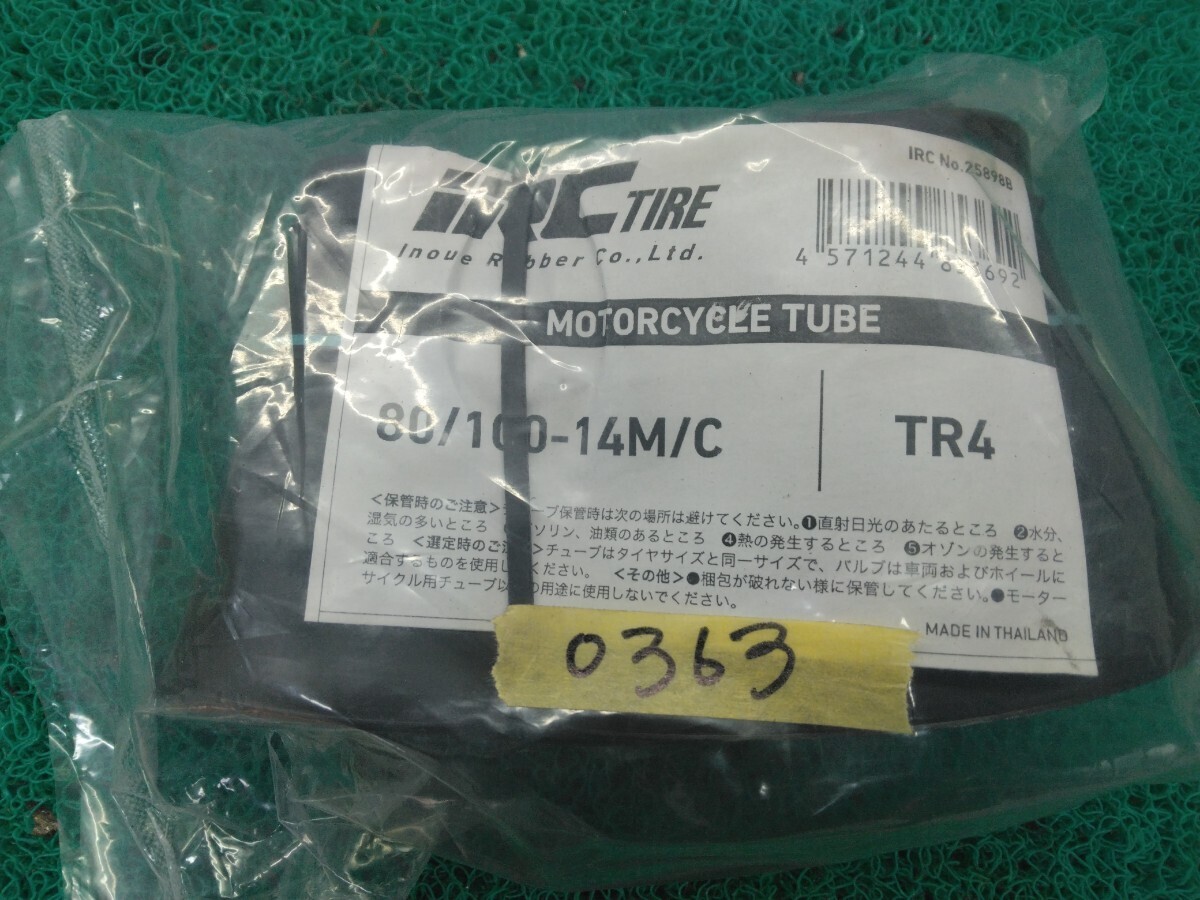 IRC TIRE
Inoue Rubber Co.,Ltd.
IRC No.25898B
4 571244 692
MOTORCYCLE TUBE
80/100-14M/C
TR4
<保管時のご注意> ーブ保管時は次の場所は避けてください。❶直射日光のあたるところ ❷水分、
湿気の多いところ ソリン、油類のあるところ ❹熱の発生するところ ❺オゾンの発生すると
ころ <選定時のご注 >チューブはタイヤサイズと同一サイズで、バルブは車両およびホイールに
適合するものを使用し ください。 <その他>●梱包が破れない様に保管してください。●モーター
サイクル用チューブ以 の用途に使用しないでください。
MADE IN THAILAND
0363